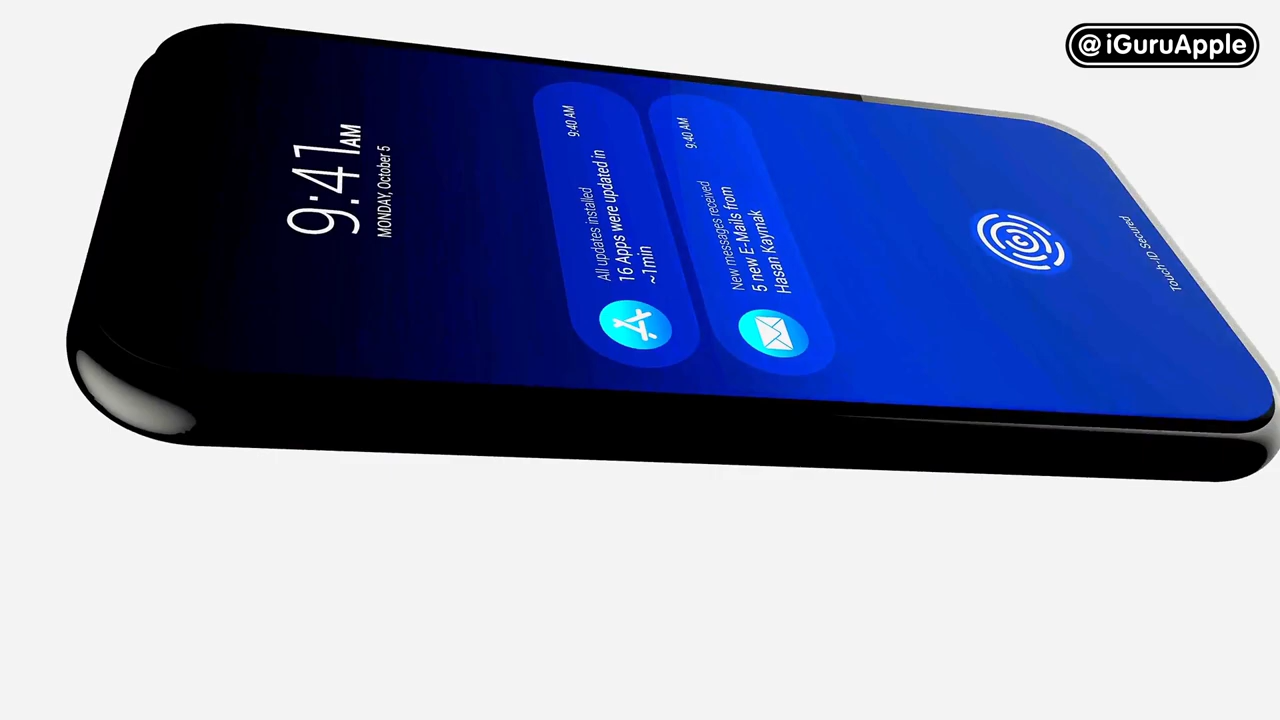 @iGuruApple
9:41AM
MONDAY, October 5
9:40 AM
All updates installed
16 Apps were updated in
~1min
9:40 AM
New messages received
5 new E-Mails from
Hasan Kaymak
Touch iD Secured